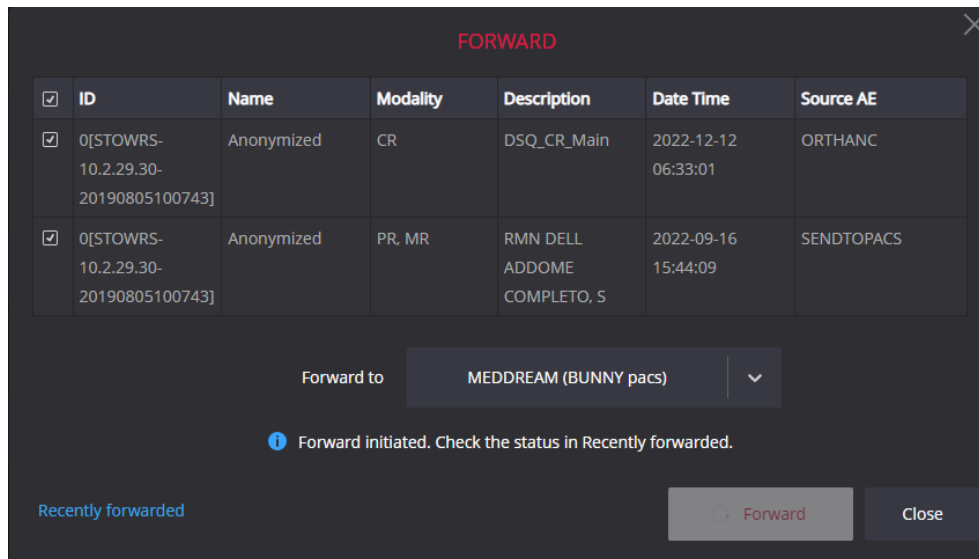 FORWARD
ID Name Modality Description Date Time Source AE
0[STOWRS-
10.2.29.30-
20190805100743]
Anonymized
CR
DSQ_CR_Main
2022-12-12
06:33:01
ORTHANC
0[STOWRS-
10.2.29.30-
20190805100743]
Anonymized
PR, MR
RMN DELL
ADDOME
COMPLETO, S
2022-09-16
15:44:09
SENDTOPACS
Forward to MEDDREAM (BUNNY pacs)
Forward initiated. Check the status in Recently forwarded.
Recently forwarded Forward Close